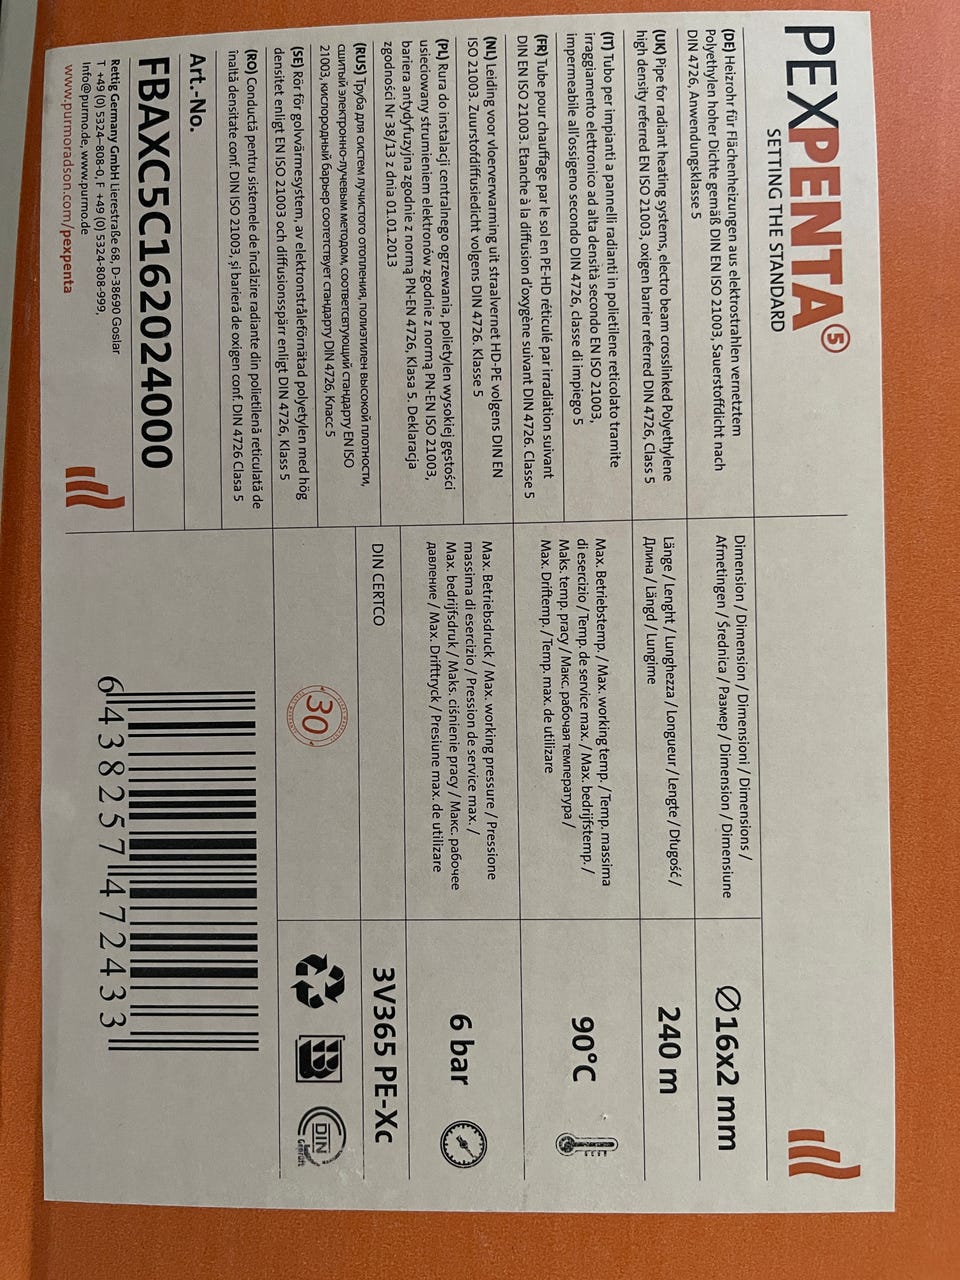 PEXPENTA⑤
SETTING THE STANDARD
(DE) Heizrohr für Flächenheizungen aus elektrostrahlen vernetztem
Polyethylen hoher Dichte gemäß DIN EN ISO 21003, Sauerstoffdicht nach
DIN 4726, Anwendungsklasse 5
(UK) Pipe for radiant heating systems, electro beam crosslinked Polyethylene
high density referred EN ISO 21003, oxigen barrier referred DIN 4726, Class 5
(IT) Tubo per impianti a pannelli radianti in polietilene reticolato tramite
irraggiamento elettronico ad alta densità secondo EN ISO 21003,
impermeabile all'ossigeno secondo DIN 4726, classe di impiego 5
(FR) Tube pour chauffage par le sol en PE-HD réticulé par irradiation suivant
DIN EN ISO 21003. Etanche à la diffusion d'oxygène suivant DIN 4726. Classe 5
(NL) Leiding voor vloerverwarming uit straalvernet HD-PE volgens DIN EN
ISO 21003. Zuurstofdiffusiedicht volgens DIN 4726. Klasse 5
(PL) Rura do instalacji centralnego ogrzewania, polietylen wysokiej gęstości
usieciowany strumieniem elektronów zgodnie z normą PN-EN ISO 21003,
bariera antydyfuzyjna zgodnie z normą PN-EN 4726, Klasa 5. Deklaracja
zgodności Nr 38/13 z dnia 01.01.2013
(RUS) Труба для систем лучистого отопления, полиэтилен высокой плотности,
сшитый электронно-лучевым методом, соответсвтующий стандарту EN ISO
21003, кислородный барьер соответствует стандарту DIN 4726, Класс 5
(SE) Rör för golvvärmesystem, av elektronstråleförnätad polyetylen med hög
densitet enligt EN ISO 21003 och diffusionsspärr enligt DIN 4726, Klass 5
(RO) Conductă pentru sistemele de încălzire radiante din polietilenă reticulată de
înaltă densitate conf. DIN ISO 21003, și barieră de oxigen conf. DIN 4726 Clasa 5
Art.-No.
FBAXC5C1620240​00
Rettig Germany GmbH Lierestraße 68, D-38690 Goslar
T +49 (0) 5324-808-0, F +49 (0) 5324-808-999,
Info@purmo.de, www.purmo.de
www.purmoradson.com/pexpenta
Dimension / Dimension / Dimensioni / Dimensions /
Afmetingen / Średnica / Размер / Dimension / Dimensiune
Ø16x2 mm
Länge / Lenght / Lunghezza / Longueur / Lengte / Długość /
Длина / Längd / Lungime
240 m
Max. Betriebstemp. / Max. working temp. / Temp. massima
di esercizio / Temp. de service max. / Max. bedrijfstemp. /
Maks. temp. pracy / Макс. рабочая температура /
Max. Driftemp. / Temp. max. de utilizare
90°C
Max. Betriebsdruck / Max. working pressure / Pressione
massima di esercizio / Pression de service max. /
Max. bedrijfsdruk / Maks. ciśnienie pracy / Макс. рабочее
давление / Max. Drifttryck / Presiune max. de utilizare
6 bar
DIN CERTCO
3V365 PE-Xc
30
DIN
Geprüft
6 438257 472433